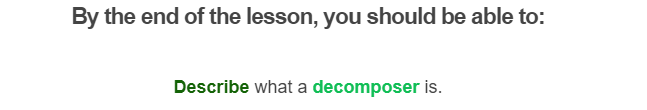 By the end of the lesson, you should be able to:
Describe what a decomposer is.